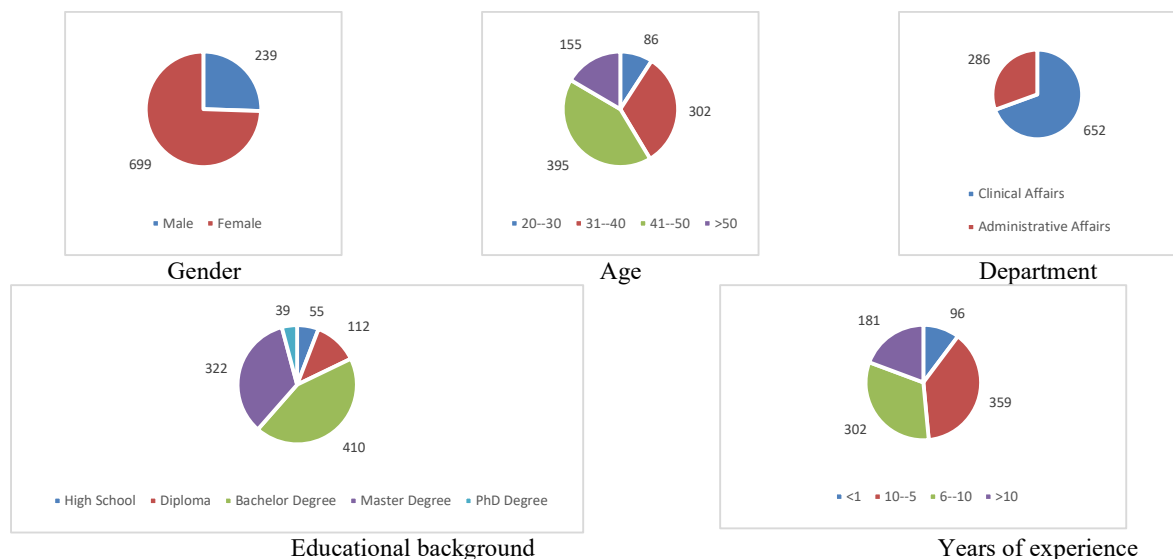 239
699
Male Female
Gender
155
86
302
395
20--30 31--40 41--50 >50
Age
286
652
Clinical Affairs
Administrative Affairs
Department
39
55
112
322
410
High School Diploma Bachelor Degree Master Degree PhD Degree
Educational background
181
96
359
302
<1 10--5 6--10 >10
Years of experience